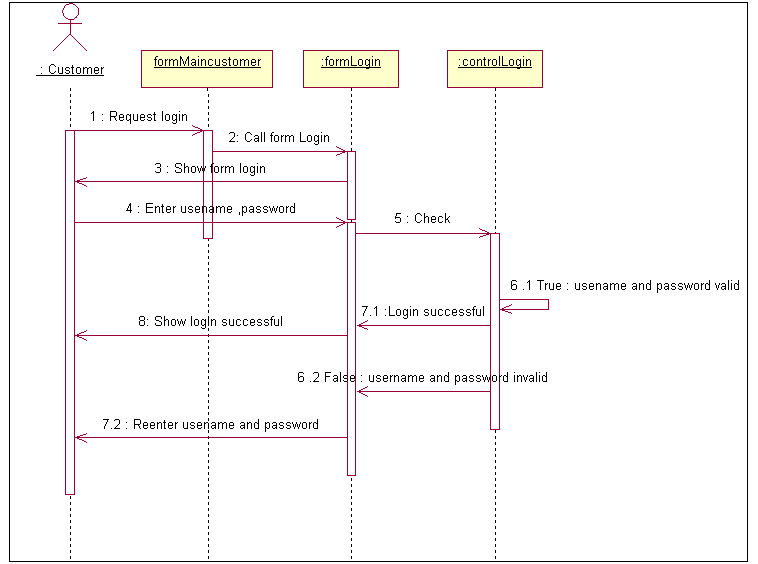 : Customer
formMaincustomer
:formLogin
:controlLogin
1 : Request login
2: Call form Login
3 : Show form login
4 : Enter usename ,password
5 : Check
6 .1 True : usename and password valid
7.1 :Login successful
8: Show login successful
6 .2 False : username and password invalid
7.2 : Reenter usename and password